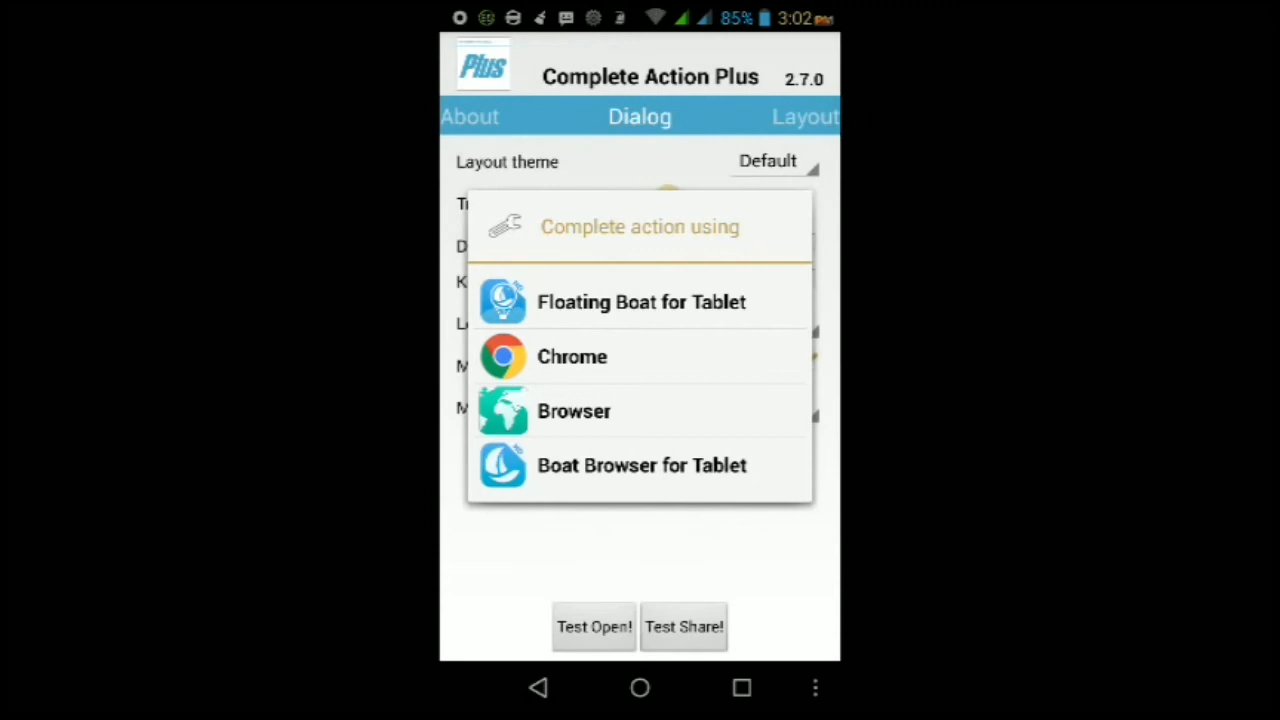 85% 3:02 PM
Plus
Complete Action Plus 2.7.0
About Dialog Layout
Layout theme Default
Complete action using
D
K
M
M
Floating Boat for Tablet
Chrome
Browser
Boat Browser for Tablet
Test Open! Test Share!